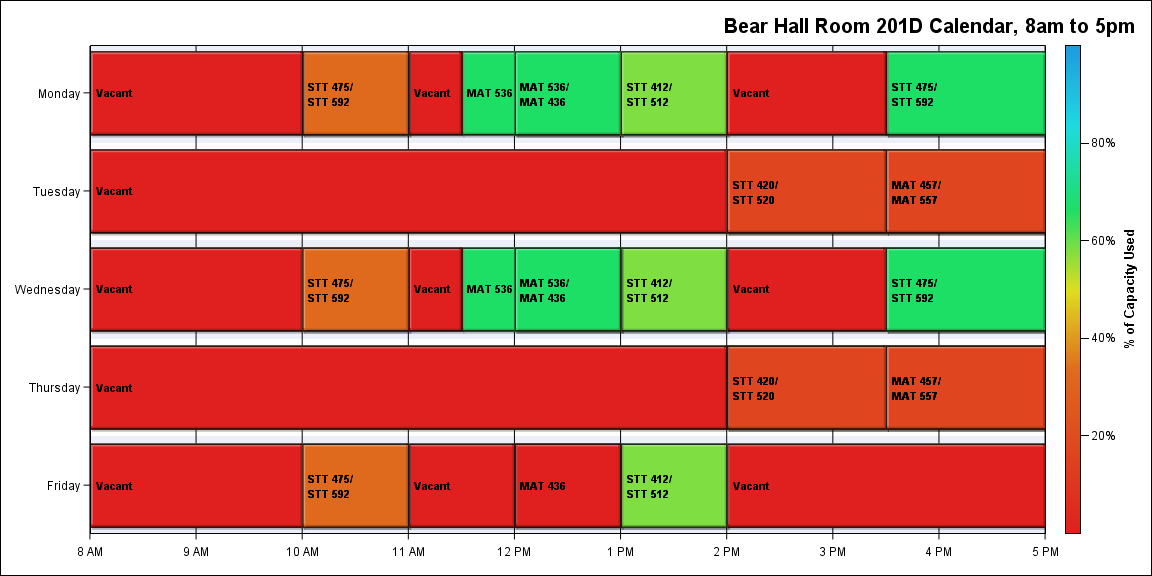 Bear Hall Room 201D Calendar, 8am to 5pm
Monday
Vacant
STT 475/
STT 592
Vacant
MAT 536
MAT 536/
MAT 436
STT 412/
STT 512
Vacant
STT 475/
STT 592
Tuesday
Vacant
STT 420/
STT 520
MAT 457/
MAT 557
Wednesday
Vacant
STT 475/
STT 592
Vacant
MAT 536
MAT 536/
MAT 436
STT 412/
STT 512
Vacant
STT 475/
STT 592
Thursday
Vacant
STT 420/
STT 520
MAT 457/
MAT 557
Friday
Vacant
STT 475/
STT 592
Vacant
MAT 436
STT 412/
STT 512
Vacant
8 AM
9 AM
10 AM
11 AM
12 PM
1 PM
2 PM
3 PM
4 PM
5 PM
80%
60%
40%
20%
% of Capacity Used